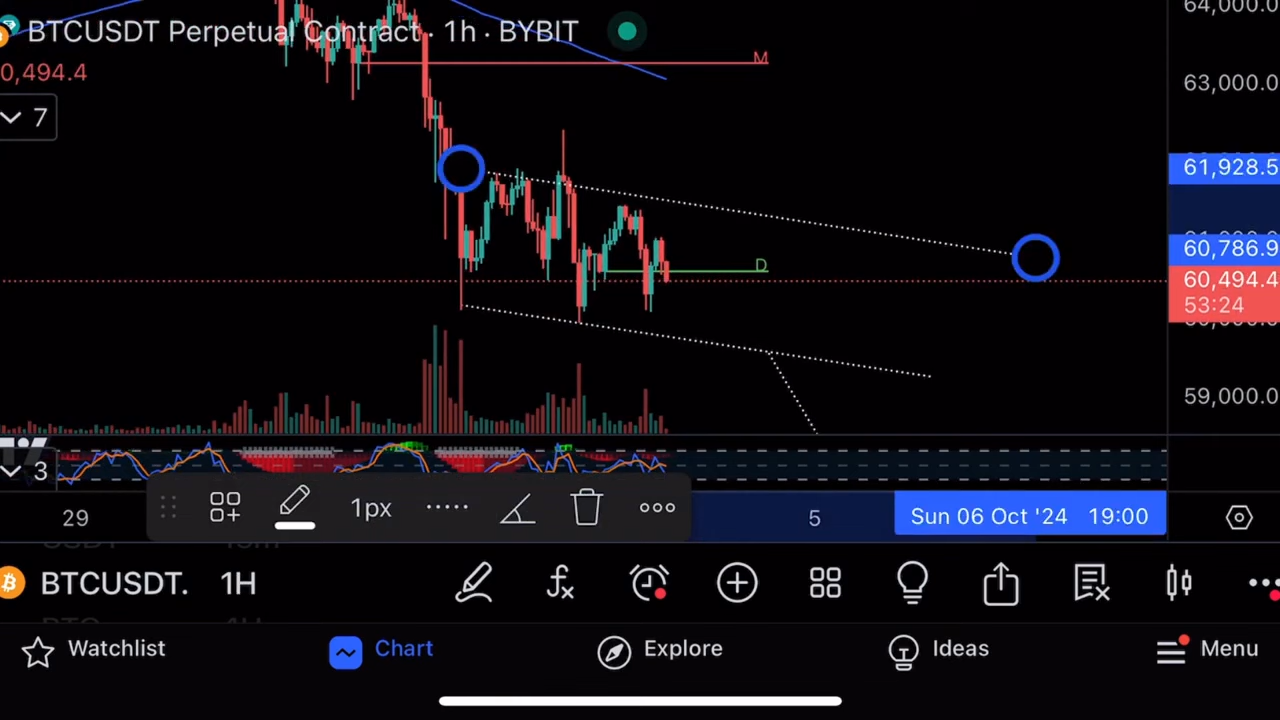 64,000.0
BTCUSDT Perpetual Contract · 1h · BYBIT
M
0,494.4
63,000.0
7
61,928.5
60,786.9
D
60,494.4
53:24
59,000.0
3
1px
29
5
Sun 06 Oct '24 19:00
BTCUSDT. 1H
Watchlist
Chart
Explore
Ideas
Menu